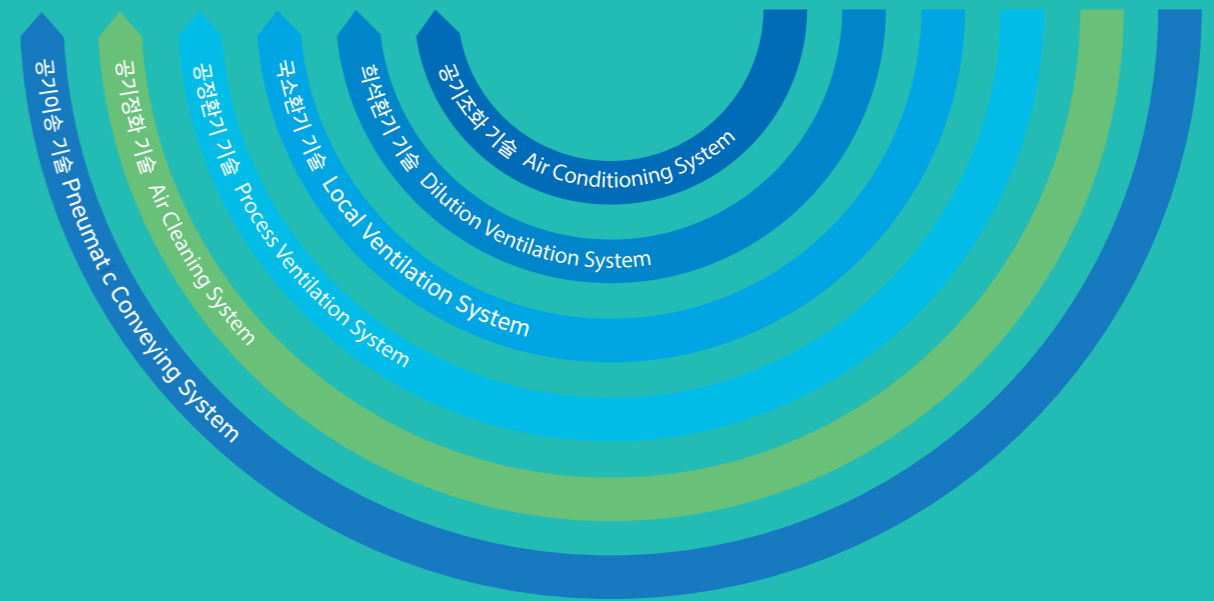 공기이송 기술 Pneumat c Conveying System
공기정화 기술 Air Cleaning System
공정환기 기술 Process Ventilation System
국소환기 기술 Local Ventilation System
희석환기 기술 Dilution Ventilation System
공기조화 기술 Air Conditioning System